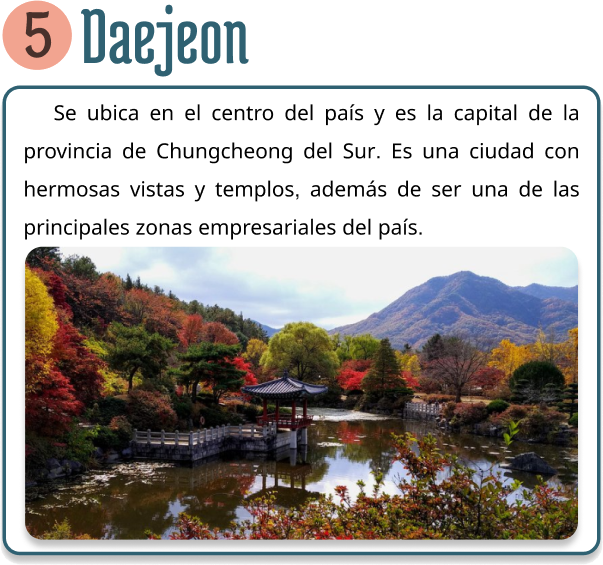 5 Daejeon
Se ubica en el centro del país y es la capital de la
provincia de Chungcheong del Sur. Es una ciudad con
hermosas vistas y templos, además de ser una de las
principales zonas empresariales del país.